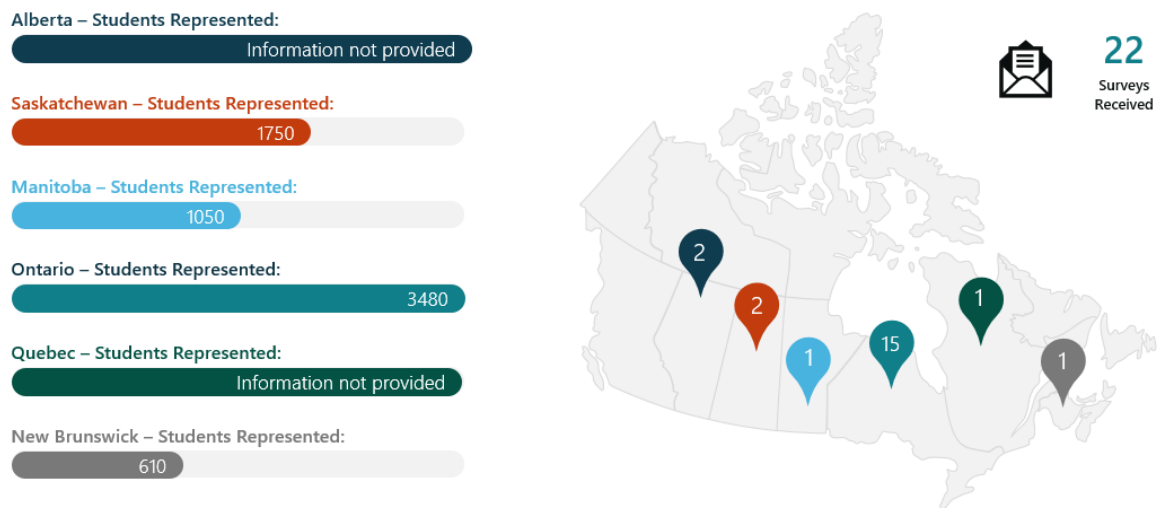 Alberta – Students Represented:
Information not provided
Saskatchewan – Students Represented:
1750
Manitoba – Students Represented:
1050
Ontario – Students Represented:
3480
Quebec – Students Represented:
Information not provided
New Brunswick – Students Represented:
610
22
Surveys
Received
2
2
1
15
1
1